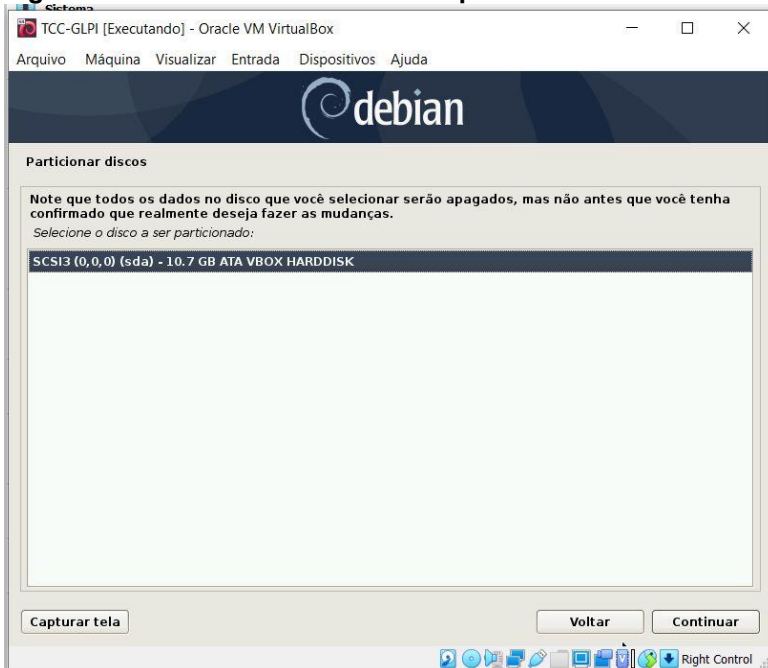 Sistema
TCC-GLPI [Executando] - Oracle VM VirtualBox
Arquivo Máquina Visualizar Entrada Dispositivos Ajuda
debian
Particionar discos
Note que todos os dados no disco que você selecionar serão apagados, mas não antes que você tenha
confirmado que realmente deseja fazer as mudanças.
Selecione o disco a ser particionado:
SCSI3 (0,0,0) (sda) - 10.7 GB ATA VBOX HARDDISK
Capturar tela Voltar Continuar
Right Control